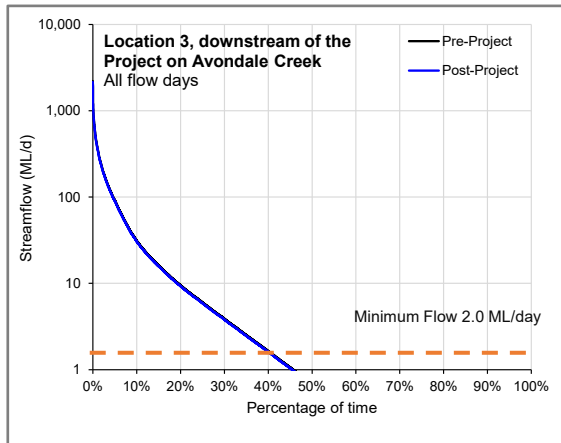 Location 3, downstream of the
Project on Avondale Creek
All flow days
Pre-Project
Post-Project
Streamflow (ML/d)
10,000
1,000
100
10
1
Minimum Flow 2.0 ML/day
0% 10% 20% 30% 40% 50% 60% 70% 80% 90% 100%
Percentage of time